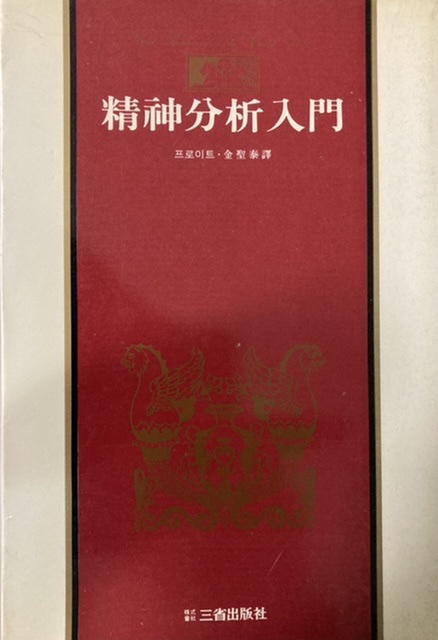 精神分析入門
프로이트·金聖泰譯
株式會社 三省出版社